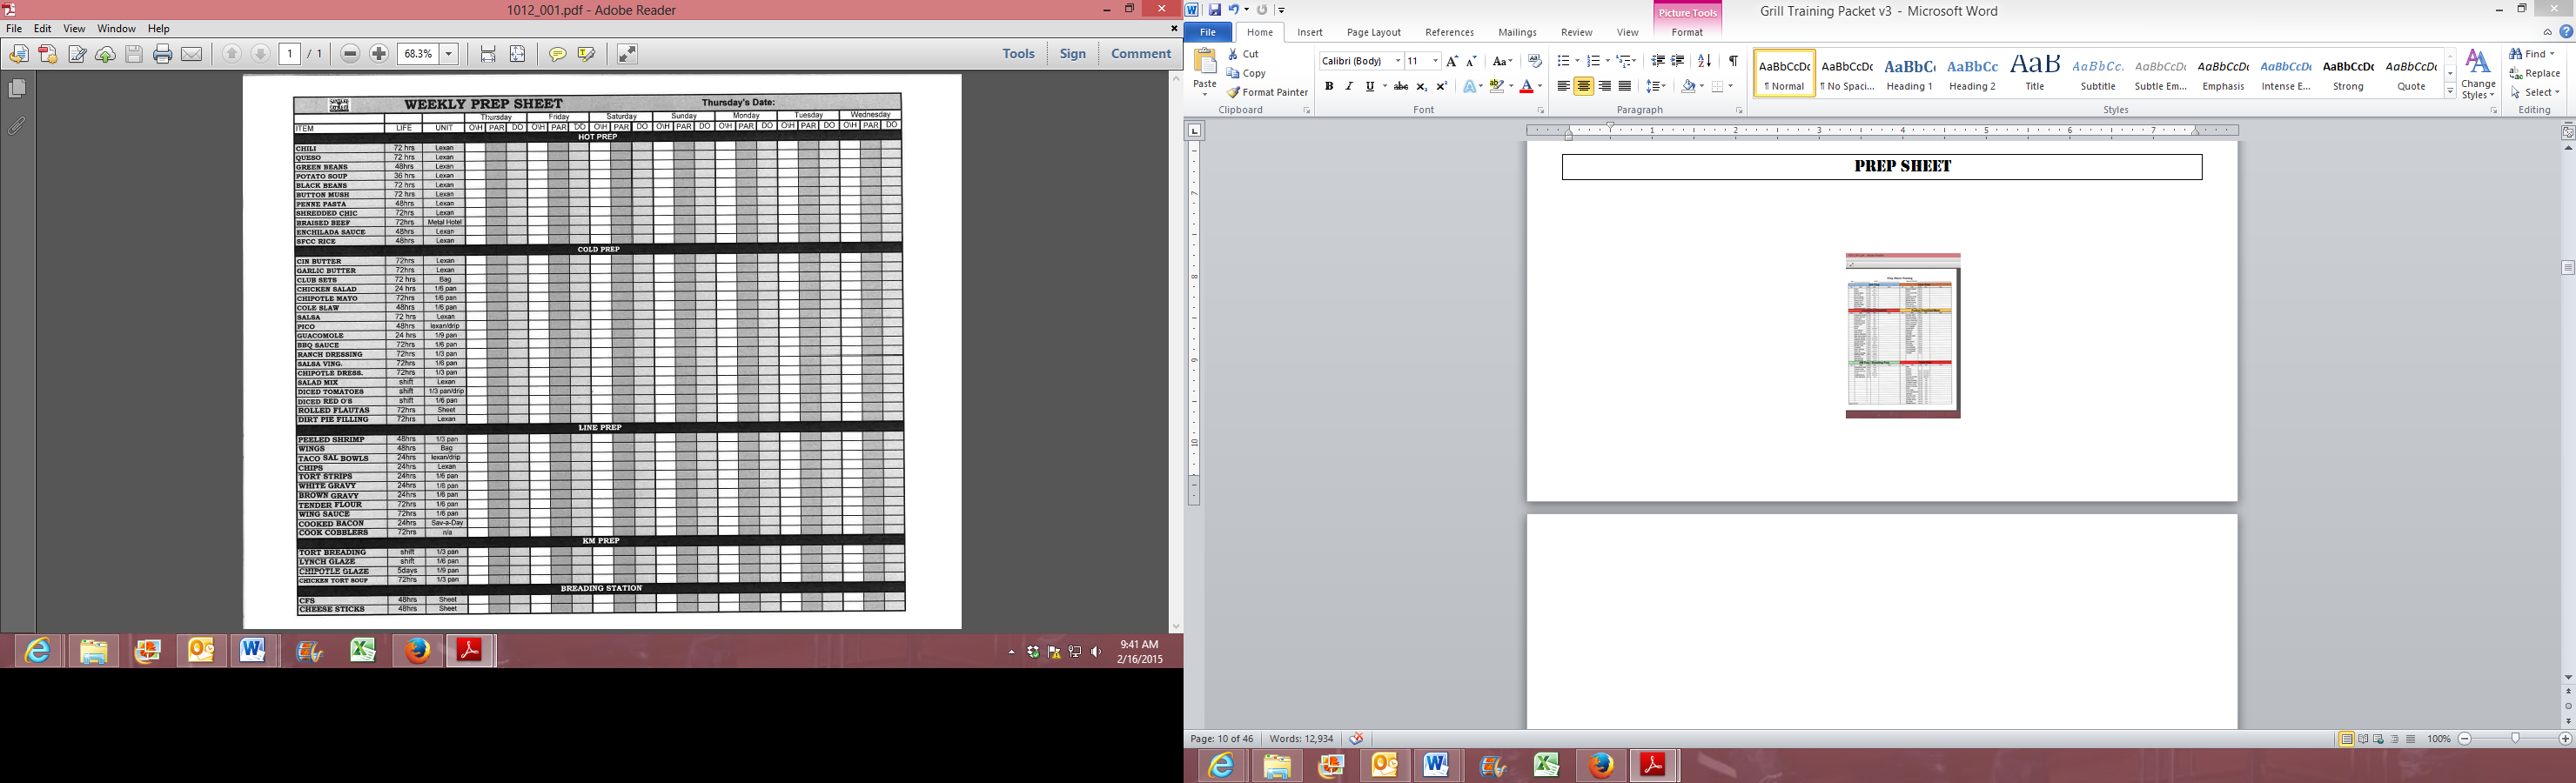 1012_001.pdf - Adobe Reader
File Edit View Window Help
1 / 1 68.3% Tools Sign Comment
WEEKLY PREP SHEET Thursday's Date:
Thursday Friday Saturday Sunday Monday Tuesday Wednesday
ITEM LIFE UNIT O\H PAR DO O\H PAR DO O\H PAR DO O\H PAR DO O\H PAR DO O\H PAR DO O\H PAR DO
HOT PREP
CHILI 72 hrs Lexan
QUESO 72 hrs Lexan
GREEN BEANS 48hrs Lexan
POTATO SOUP 36 hrs Lexan
BLACK BEANS 72 hrs Lexan
BUTTON MUSH 72 hrs Lexan
PENNE PASTA 48hrs Lexan
SHREDDED CHIC 72hrs Lexan
BRAISED BEEF 72hrs Metal Hotel
ENCHILADA SAUCE 48hrs Lexan
SFCC RICE 48hrs Lexan
COLD PREP
CIN BUTTER 72hrs Lexan
GARLIC BUTTER 72hrs Lexan
CLUB SETS 72 hrs Bag
CHICKEN SALAD 24 hrs 1/6 pan
CHIPOTLE MAYO 72hrs 1/6 pan
COLE SLAW 48hrs 1/6 pan
SALSA 72 hrs Lexan
PICO 48hrs lexan/drip
GUACOMOLE 24 hrs 1/9 pan
BBQ SAUCE 72hrs 1/6 pan
RANCH DRESSING 72hrs 1/3 pan
SALSA VING. 72hrs 1/6 pan
CHIPOTLE DRESS. 72hrs 1/3 pan
SALAD MIX shift Lexan
DICED TOMATOES shift 1/3 pan/drip
DICED RED O'S shift 1/6 pan
ROLLED FLAUTAS 72hrs Sheet
DIRT PIE FILLING 72hrs Lexan
LINE PREP
PEELED SHRIMP 48hrs 1/3 pan
WINGS 48hrs Bag
TACO SAL BOWLS 24hrs lexan/drip
CHIPS 24hrs Lexan
TORT STRIPS 24hrs 1/6 pan
WHITE GRAVY 24hrs 1/6 pan
BROWN GRAVY 24hrs 1/6 pan
TENDER FLOUR 72hrs 1/6 pan
WING SAUCE 72hrs 1/6 pan
COOKED BACON 24hrs Sav-a-Day
COOK COBBLERS 72hrs n/a
KM PREP
TORT BREADING shift 1/3 pan
LYNCH GLAZE shift 1/6 pan
CHIPOTLE GLAZE 5days 1/9 pan
CHICKEN TORT SOUP 72hrs 1/3 pan
BREADING STATION
CFS 48hrs Sheet
CHEESE STICKS 48hrs Sheet
9:41 AM
2/16/2015
Picture Tools Grill Training Packet v3 - Microsoft Word
File Home Insert Page Layout References Mailings Review View Format
Paste Cut Copy Format Painter
Clipboard
Calibri (Body) 11
Font
Paragraph
AaBbCcDc AaBbCcDc AaBbC AaBbCc AaB AaBbCc. AaBbCcDc AaBbCcDc AaBbCcDc AaBbCcDc AaBbCcDc
¶ Normal ¶ No Spaci... Heading 1 Heading 2 Title Subtitle Subtle Em... Emphasis Intense E... Strong Quote
Change Styles
Styles
Find
Replace
Select
Editing
1 2 3 4 5 6 7
7
8
9
10
PREP SHEET
Page: 10 of 46 Words: 12,934 100%